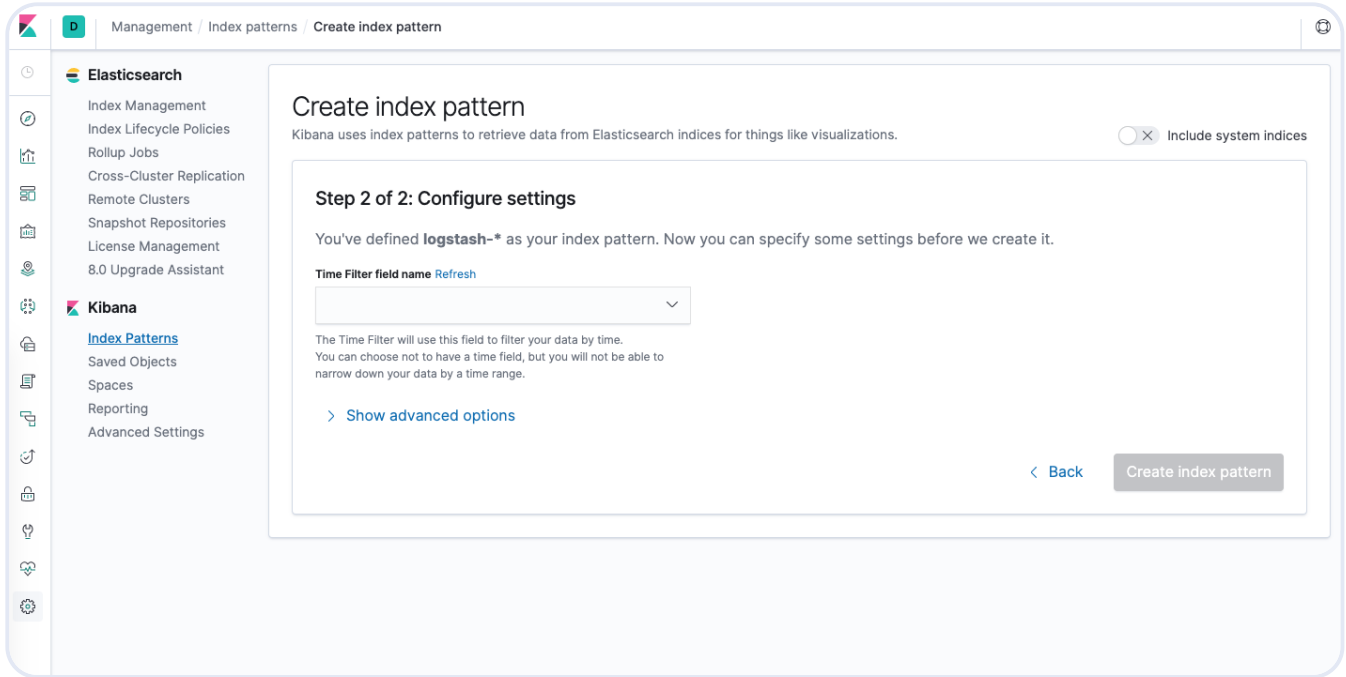 D Management / Index patterns / Create index pattern
Elasticsearch
Index Management
Index Lifecycle Policies
Rollup Jobs
Cross-Cluster Replication
Remote Clusters
Snapshot Repositories
License Management
8.0 Upgrade Assistant
Kibana
Index Patterns
Saved Objects
Spaces
Reporting
Advanced Settings
Create index pattern
Kibana uses index patterns to retrieve data from Elasticsearch indices for things like visualizations.
Include system indices
Step 2 of 2: Configure settings
You've defined logstash-* as your index pattern. Now you can specify some settings before we create it.
Time Filter field name Refresh
The Time Filter will use this field to filter your data by time.
You can choose not to have a time field, but you will not be able to
narrow down your data by a time range.
Show advanced options
Back
Create index pattern